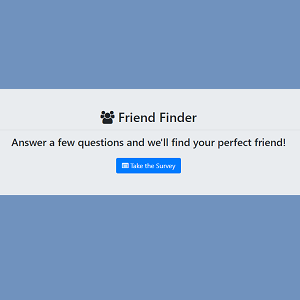 Friend Finder
Answer a few questions and we'll find your perfect friend!
Take the Survey